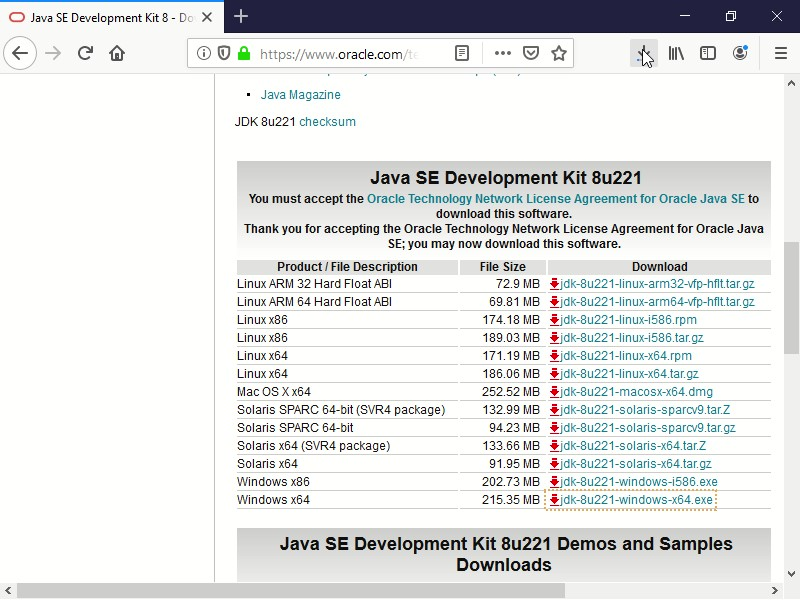 Java SE Development Kit 8 - Do
https://www.oracle.com/te
Java Magazine
JDK 8u221 checksum
Java SE Development Kit 8u221
You must accept the Oracle Technology Network License Agreement for Oracle Java SE to
download this software.
Thank you for accepting the Oracle Technology Network License Agreement for Oracle Java
SE; you may now download this software.
Product / File Description File Size Download
Linux ARM 32 Hard Float ABI 72.9 MB jdk-8u221-linux-arm32-vfp-hflt.tar.gz
Linux ARM 64 Hard Float ABI 69.81 MB jdk-8u221-linux-arm64-vfp-hflt.tar.gz
Linux x86 174.18 MB jdk-8u221-linux-i586.rpm
Linux x86 189.03 MB jdk-8u221-linux-i586.tar.gz
Linux x64 171.19 MB jdk-8u221-linux-x64.rpm
Linux x64 186.06 MB jdk-8u221-linux-x64.tar.gz
Mac OS X x64 252.52 MB jdk-8u221-macosx-x64.dmg
Solaris SPARC 64-bit (SVR4 package) 132.99 MB jdk-8u221-solaris-sparcv9.tar.Z
Solaris SPARC 64-bit 94.23 MB jdk-8u221-solaris-sparcv9.tar.gz
Solaris x64 (SVR4 package) 133.66 MB jdk-8u221-solaris-x64.tar.Z
Solaris x64 91.95 MB jdk-8u221-solaris-x64.tar.gz
Windows x86 202.73 MB jdk-8u221-windows-i586.exe
Windows x64 215.35 MB jdk-8u221-windows-x64.exe
Java SE Development Kit 8u221 Demos and Samples
Downloads